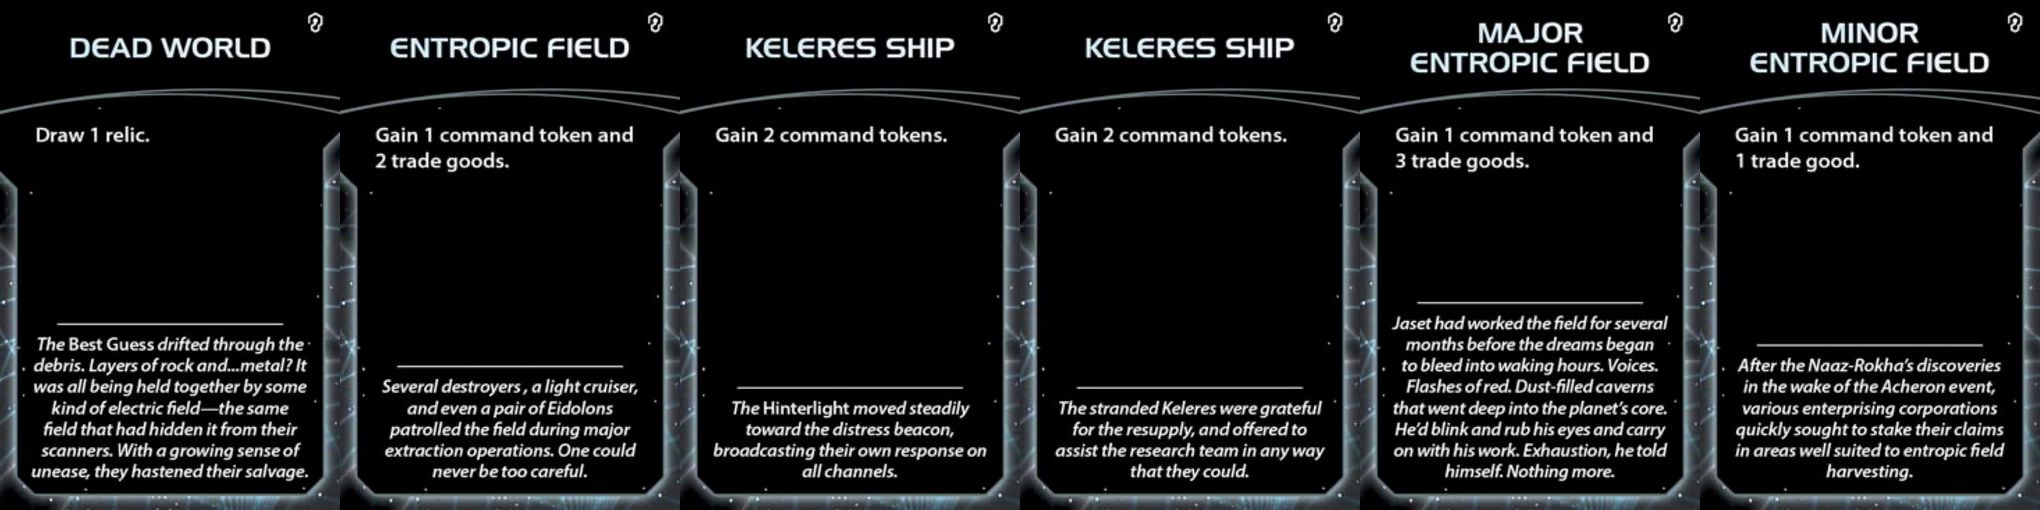 DEAD WORLD
Draw 1 relic.
The Best Guess drifted through the
debris. Layers of rock and...metal? It
was all being held together by some
kind of electric field—the same
field that had hidden it from their
scanners. With a growing sense of
unease, they hastened their salvage.
ENTROPIC FIELD
Gain 1 command token and
2 trade goods.
Several destroyers , a light cruiser,
and even a pair of Eidolons
patrolled the field during major
extraction operations. One could
never be too careful.
KELERES SHIP
Gain 2 command tokens.
The Hinterlight moved steadily
toward the distress beacon,
broadcasting their own response on
all channels.
KELERES SHIP
Gain 2 command tokens.
The stranded Keleres were grateful
for the resupply, and offered to
assist the research team in any way
that they could.
MAJOR
ENTROPIC FIELD
Gain 1 command token and
3 trade goods.
Jaset had worked the field for several
months before the dreams began
to bleed into waking hours. Voices.
Flashes of red. Dust-filled caverns
that went deep into the planet's core.
He'd blink and rub his eyes and carry
on with his work. Exhaustion, he told
himself. Nothing more.
MINOR
ENTROPIC FIELD
Gain 1 command token and
1 trade good.
After the Naaz-Rokha's discoveries
in the wake of the Acheron event,
various enterprising corporations
quickly sought to stake their claims
in areas well suited to entropic field
harvesting.